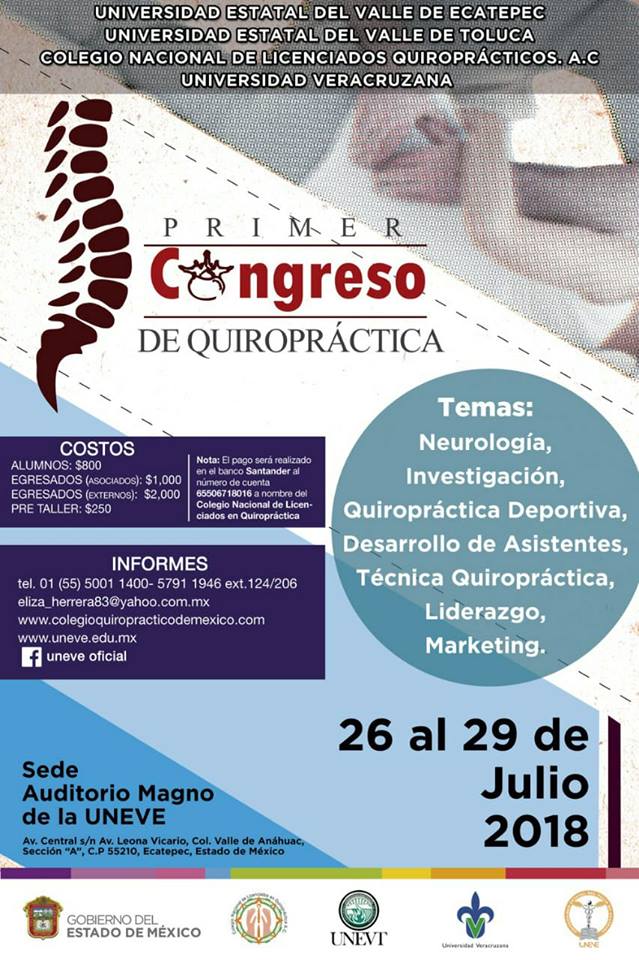 UNIVERSIDAD ESTATAL DEL VALLE DE ECATEPEC
UNIVERSIDAD ESTATAL DEL VALLE DE TOLUCA
COLEGIO NACIONAL DE LICENCIADOS QUIROPRÁCTICOS. A.C
UNIVERSIDAD VERACRUZANA
PRIMER
Congreso
DE QUIROPRÁCTICA
Temas:
Neurología,
Investigación,
Quiropráctica Deportiva,
Desarrollo de Asistentes,
Técnica Quiropráctica,
Liderazgo,
Marketing.
COSTOS
ALUMNOS: $800
EGRESADOS (ASOCIADOS): $1,000
EGRESADOS (EXTERNOS): $2,000
PRE TALLER: $250
Nota: El pago será realizado
en el banco Santander al
número de cuenta
65506718016 a nombre del
Colegio Nacional de Licen-
ciados en Quiropráctica
INFORMES
tel. 01 (55) 5001 1400- 5791 1946 ext.124/206
eliza_herrera83@yahoo.com.mx
www.colegioquiropracticodemexico.com
www.uneve.edu.mx
f uneve oficial
26 al 29 de
Julio
2018
Sede
Auditorio Magno
de la UNEVE
Av. Central s/n Av. Leona Vicario, Col. Valle de Anáhuac,
Sección "A", C.P 55210, Ecatepec, Estado de México
GOBIERNO DEL
ESTADO DE MÉXICO
UNEVT
Universidad Veracruzana
UNEVE